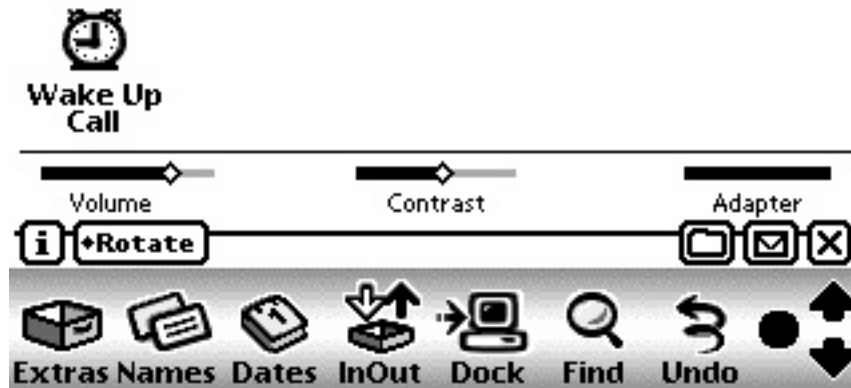 Wake Up
Call
Volume Contrast Adapter
i ◆Rotate
Extras Names Dates InOut Dock Find Undo